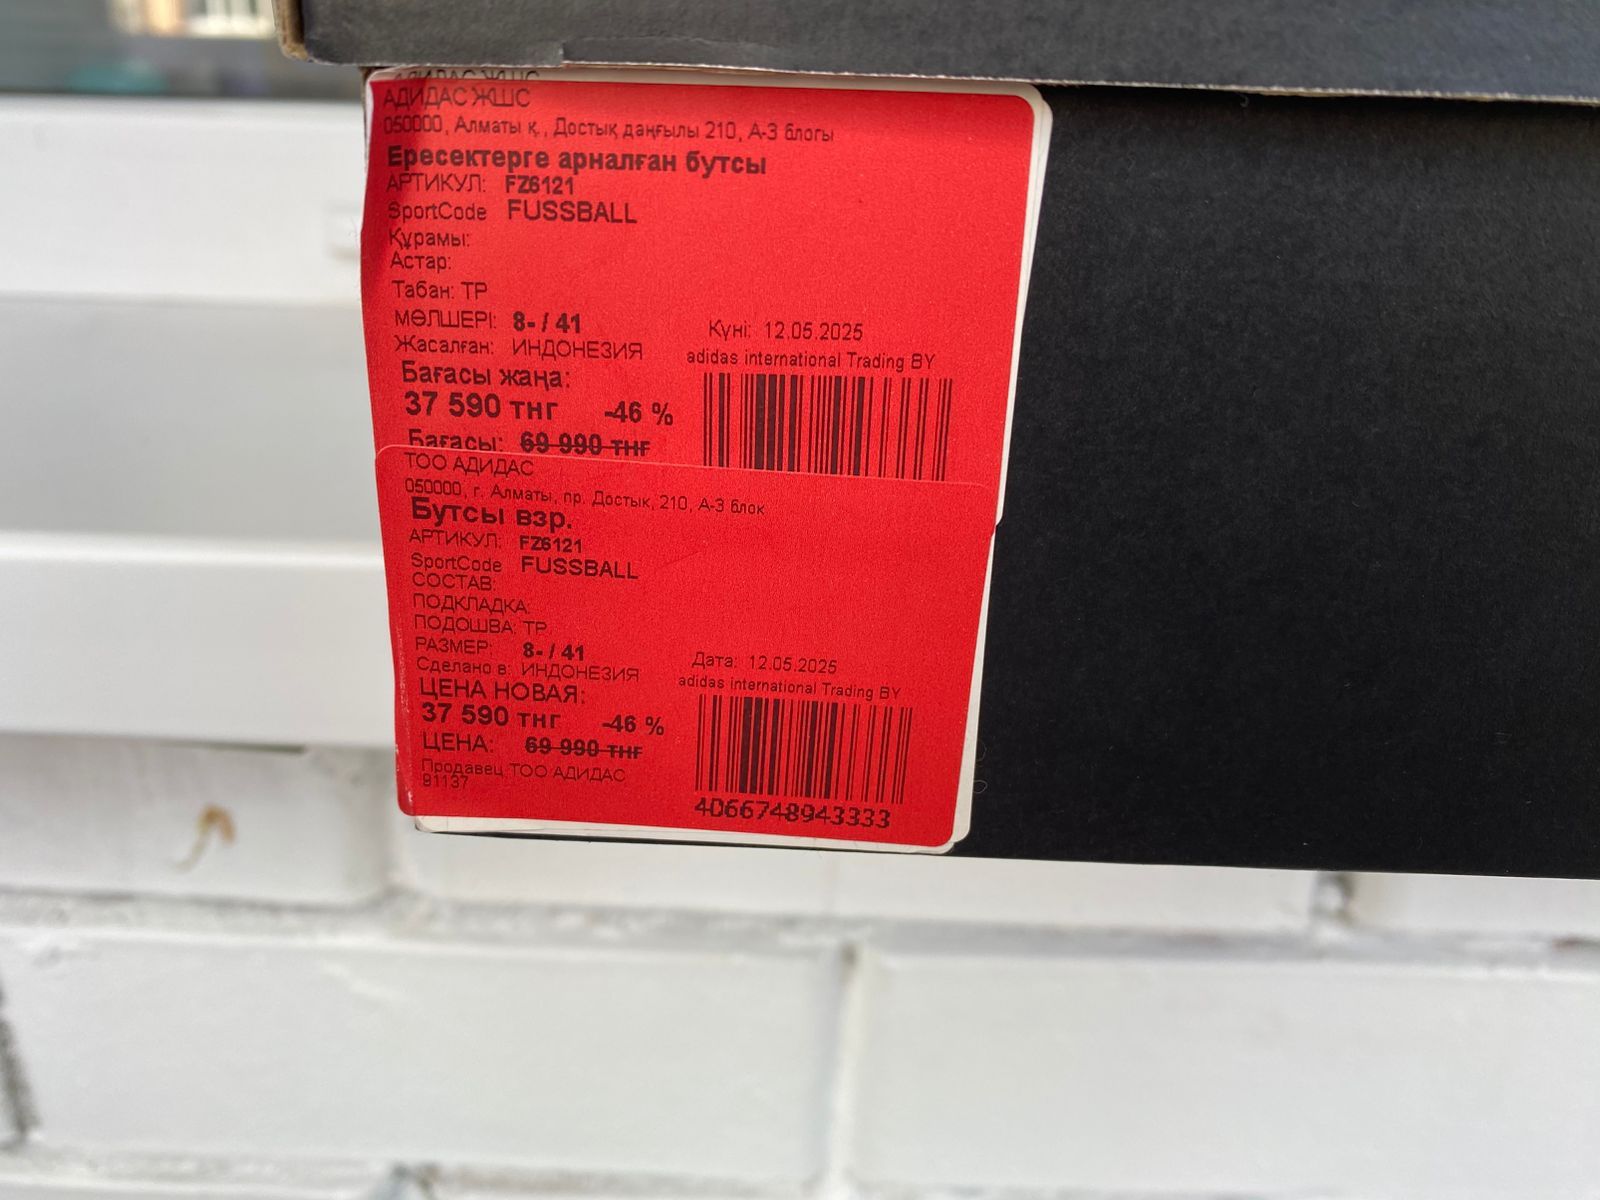 АДИДАС ЖШС
АДИДАС ЖШС
050000, Алматы қ., Достық даңғылы 210, А-3 блогы
Ересектерге арналған бутсы
АРТИКУЛ: FZ6121
SportCode FUSSBALL
Құрамы:
Астар:
Табан: ТР
МӨЛШЕРІ: 8- / 41
Жасалған: ИНДОНЕЗИЯ
Күні: 12.05.2025
adidas international Trading BY
Бағасы жаңа:
37 590 тнг -46 %
Бағасы: 69 990 тнг
ТОО АДИДАС
050000, г. Алматы, пр. Достык, 210, А-3 блок
Бутсы взр.
АРТИКУЛ: FZ6121
SportCode FUSSBALL
СОСТАВ:
ПОДКЛАДКА:
ПОДОШВА: ТР
РАЗМЕР: 8- / 41
Сделано в: ИНДОНЕЗИЯ
Дата: 12.05.2025
adidas international Trading BY
ЦЕНА НОВАЯ:
37 590 тнг -46 %
ЦЕНА: 69 990 тнг
Продавец ТОО АДИДАС
91137
4066748943333